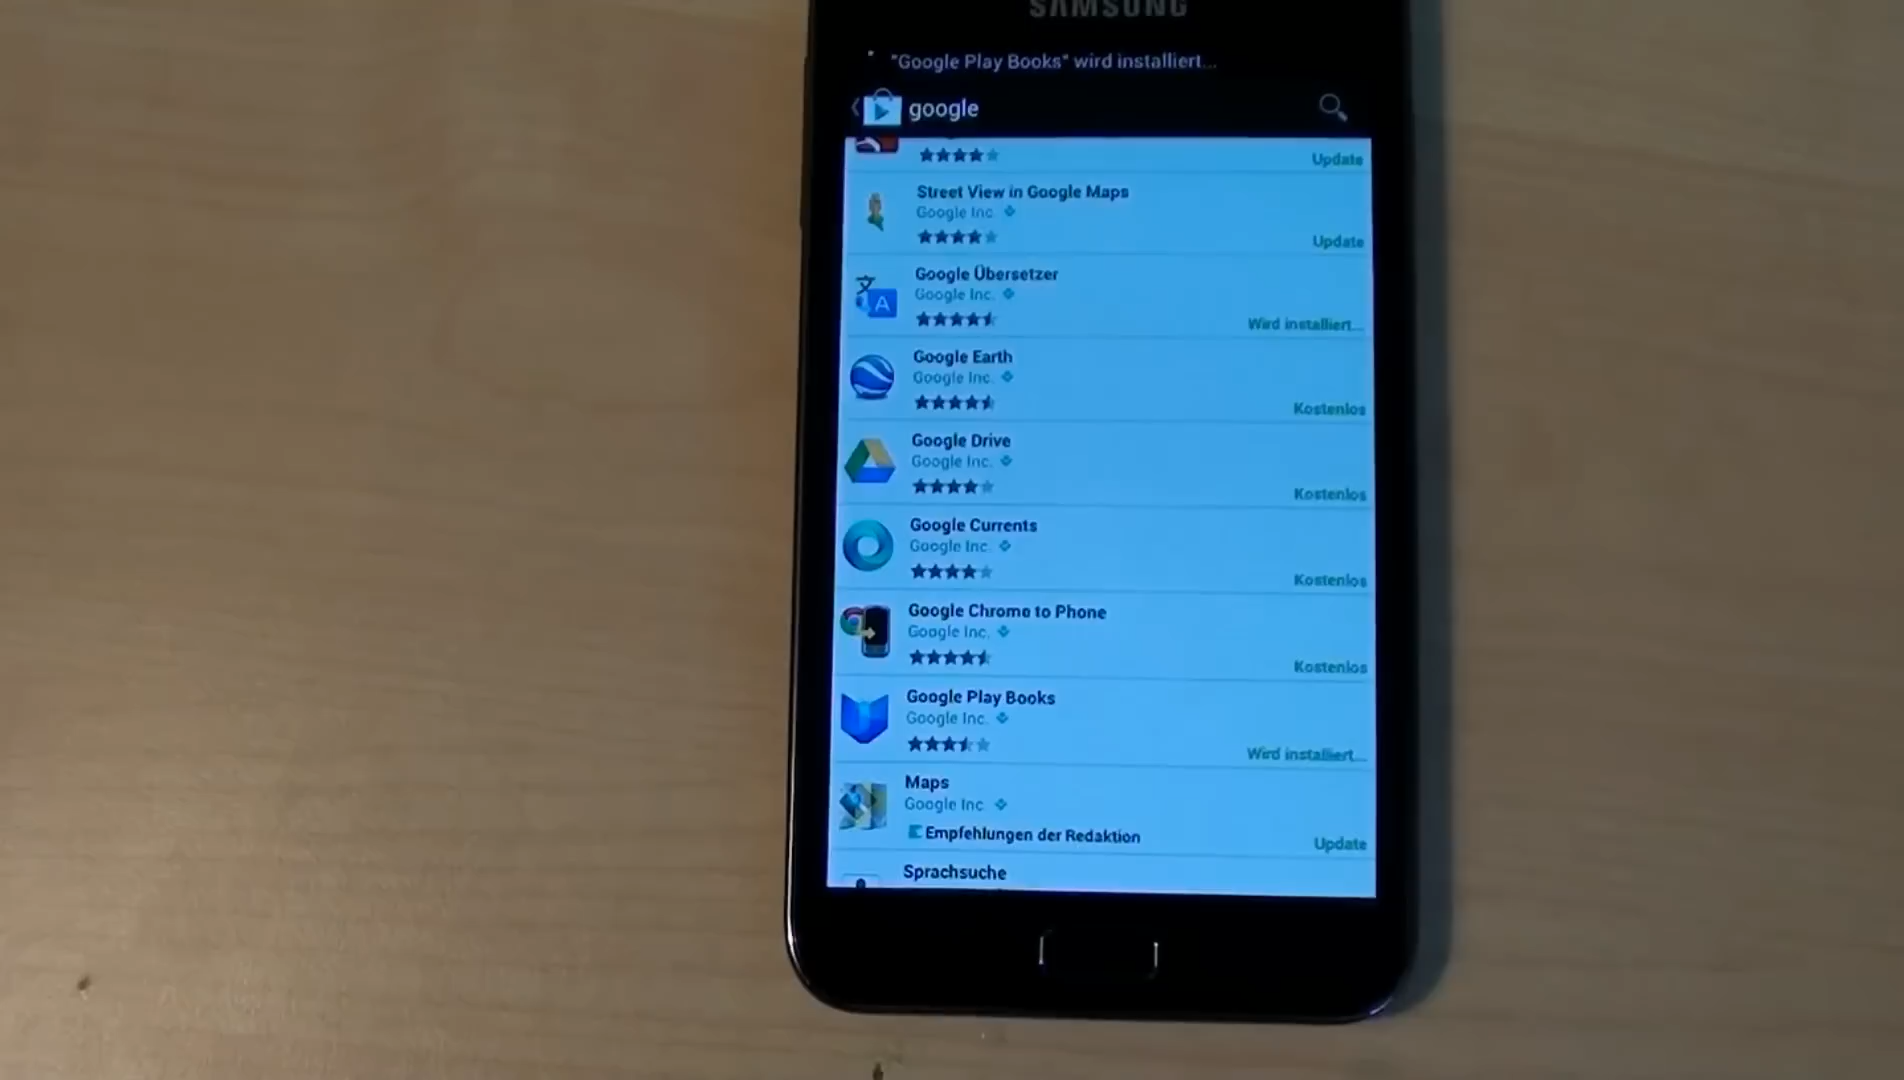 SAMSUNG
"Google Play Books" wird installiert...
google
Update
Street View in Google Maps
Google Inc.
Update
Google Übersetzer
Google Inc.
Wird installiert...
Google Earth
Google Inc.
Kostenlos
Google Drive
Google Inc.
Kostenlos
Google Currents
Google Inc.
Kostenlos
Google Chrome to Phone
Google Inc.
Kostenlos
Google Play Books
Google Inc.
Wird installiert...
Maps
Google Inc.
Empfehlungen der Redaktion
Update
Sprachsuche